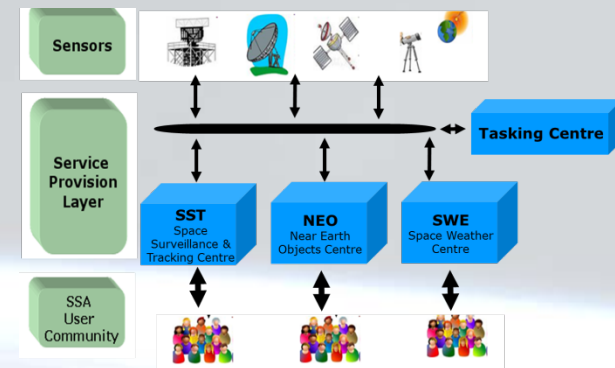 Sensors
Tasking Centre
Service
Provision
Layer
SST
Space
Surveillance &
Tracking Centre
NEO
Near Earth
Objects Centre
SWE
Space Weather
Centre
SSA
User
Community